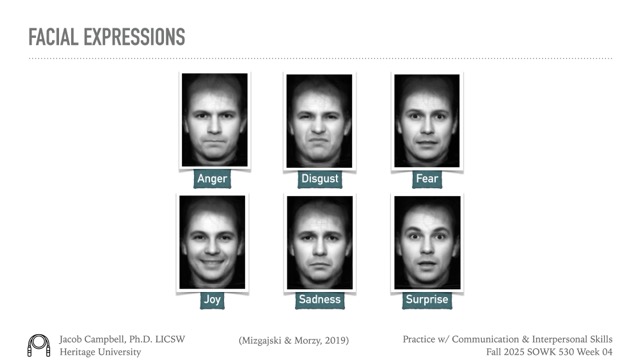 FACIAL EXPRESSIONS
Anger
Disgust
Fear
Joy
Sadness
Surprise
Jacob Campbell, Ph.D. LICSW
Heritage University
(Mizgajski & Morzy, 2019)
Practice w/ Communication & Interpersonal Skills
Fall 2025 SOWK 530 Week 04